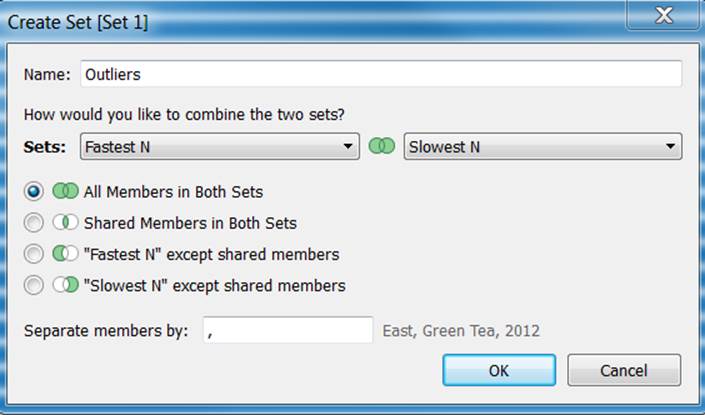 Create Set [Set 1]
Name: Outliers
How would you like to combine the two sets?
Sets: Fastest N Slowest N
All Members in Both Sets
Shared Members in Both Sets
"Fastest N" except shared members
"Slowest N" except shared members
Separate members by: , East, Green Tea, 2012
OK Cancel